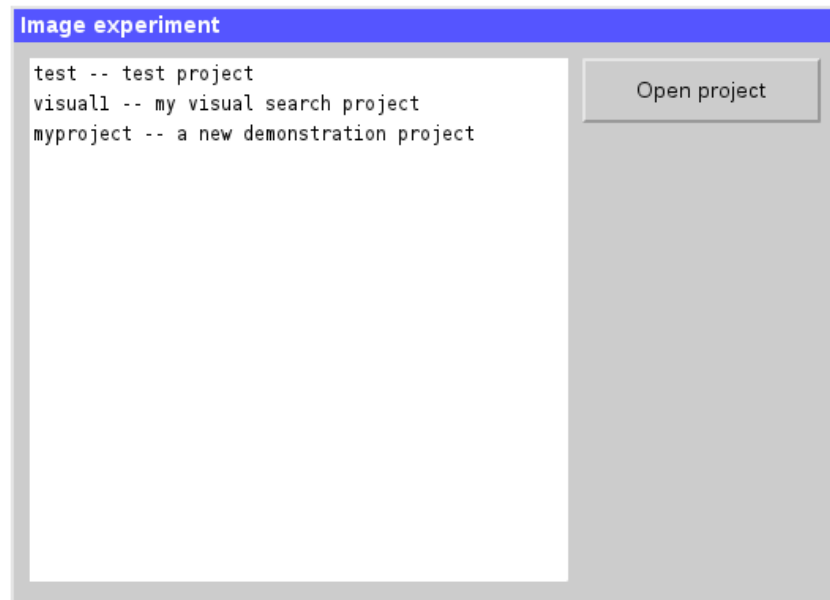 Image experiment
test -- test project
visual1 -- my visual search project
myproject -- a new demonstration project
Open project